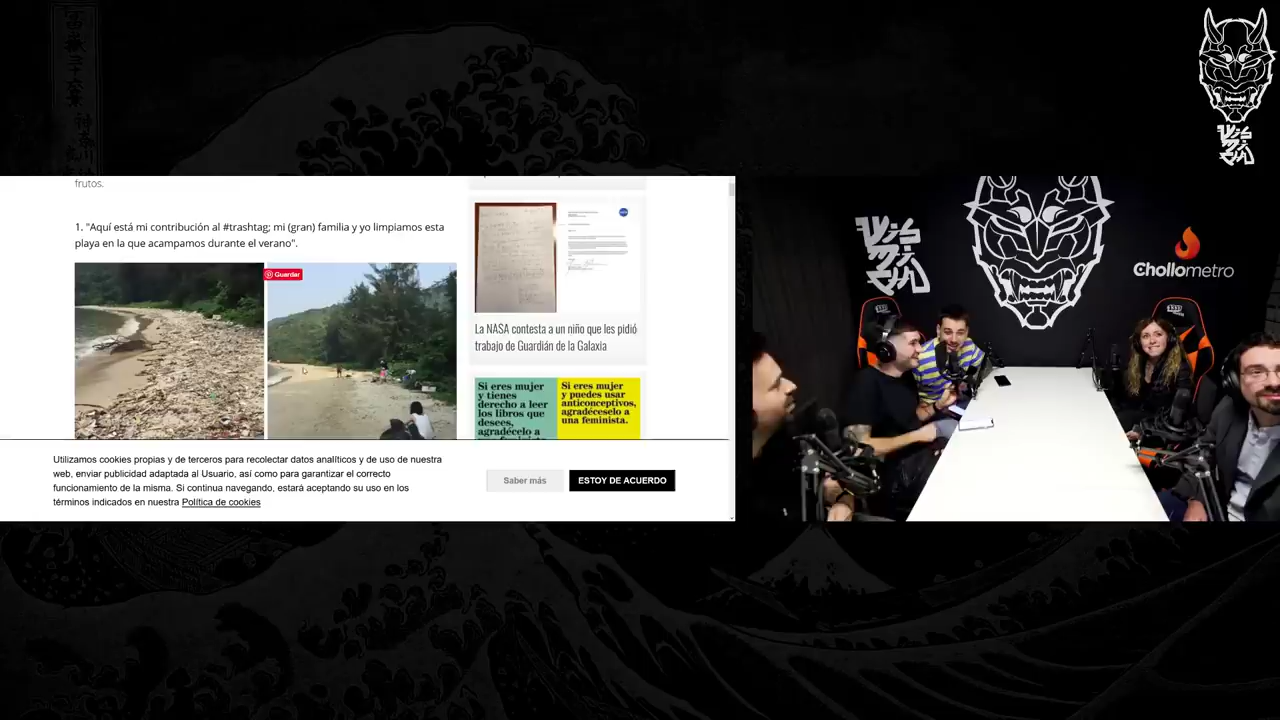 frutos.
1. "Aquí está mi contribución al #trashtag; mi (gran) familia y yo limpiamos esta
playa en la que acampamos durante el verano".
Guardar
La NASA contesta a un niño que les pidió
trabajo de Guardián de la Galaxia
Si eres mujer
y tienes
derecho a leer
los libros que
desees,
agradécelo a
Si eres mujer
y puedes usar
anticonceptivos,
agradéceselo a
una feminista.
Utilizamos cookies propias y de terceros para recolectar datos analíticos y de uso de nuestra
web, enviar publicidad adaptada al Usuario, así como para garantizar el correcto
funcionamiento de la misma. Si continua navegando, estará aceptando su uso en los
términos indicados en nuestra Política de cookies
Saber más
ESTOY DE ACUERDO
Chollometro